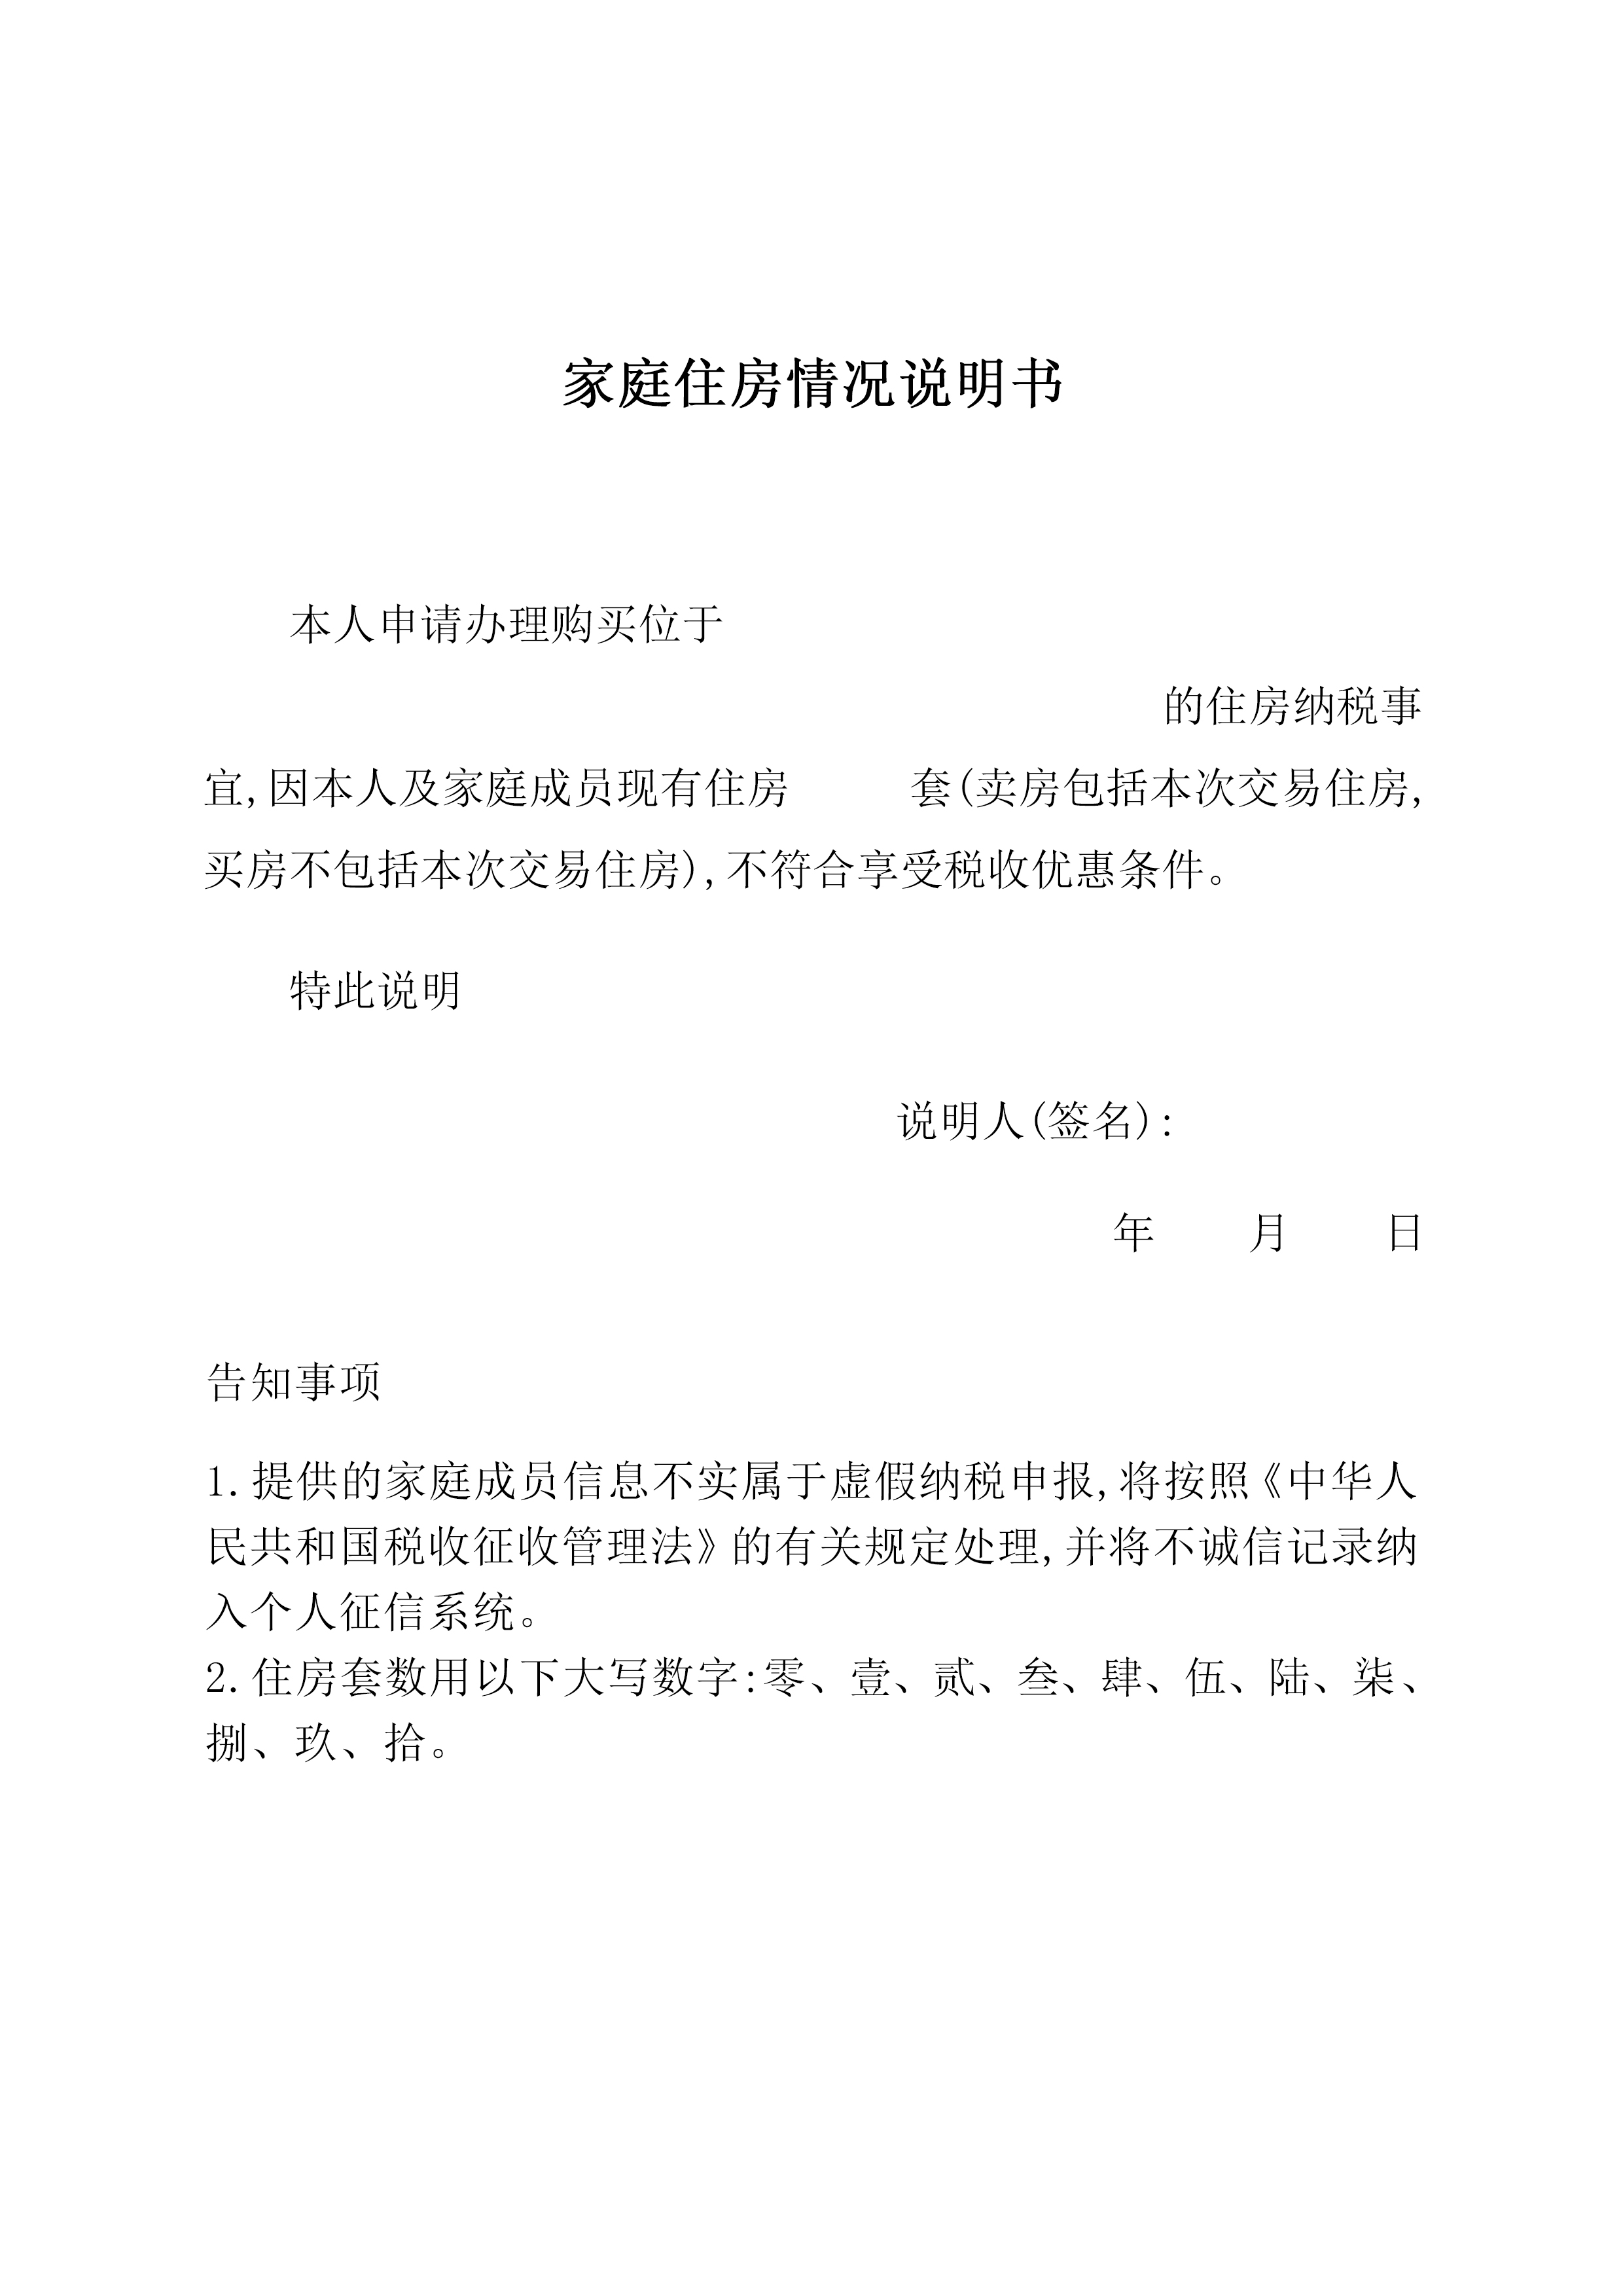 家庭住房情况说明书
本人申请办理购买位于
的住房纳税事
宜,因本人及家庭成员现有住房 套(卖房包括本次交易住房,
买房不包括本次交易住房),不符合享受税收优惠条件。
特此说明
说明人(签名):
年 月 日
告知事项
1.提供的家庭成员信息不实属于虚假纳税申报,将按照《中华人
民共和国税收征收管理法》的有关规定处理,并将不诚信记录纳
入个人征信系统。
2.住房套数用以下大写数字:零、壹、贰、叁、肆、伍、陆、柒、
捌、玖、拾。